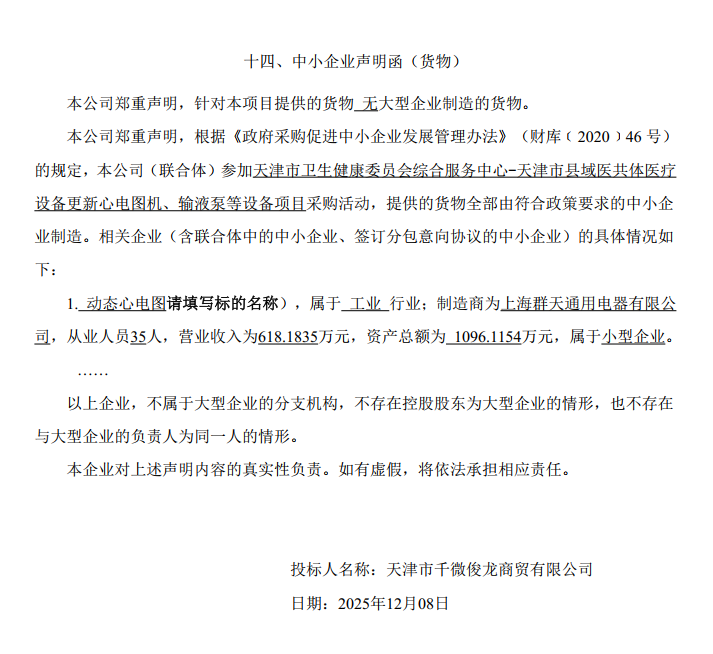 十四、中小企业声明函（货物）
本公司郑重声明，针对本项目提供的货物 无大型企业制造的货物。
本公司郑重声明，根据《政府采购促进中小企业发展管理办法》（财库﹝2020﹞46 号）
的规定，本公司（联合体）参加天津市卫生健康委员会综合服务中心-天津市县域医共体医疗
设备更新心电图机、输液泵等设备项目采购活动，提供的货物全部由符合政策要求的中小企
业制造。相关企业（含联合体中的中小企业、签订分包意向协议的中小企业）的具体情况如
下：
1. 动态心电图请填写标的名称），属于 工业 行业；制造商为上海群天通用电器有限公
司，从业人员35人，营业收入为618.1835万元，资产总额为 1096.1154万元，属于小型企业。
……
以上企业，不属于大型企业的分支机构，不存在控股股东为大型企业的情形，也不存在
与大型企业的负责人为同一人的情形。
本企业对上述声明内容的真实性负责。如有虚假，将依法承担相应责任。
投标人名称：天津市千微俊龙商贸有限公司
日期：2025年12月08日